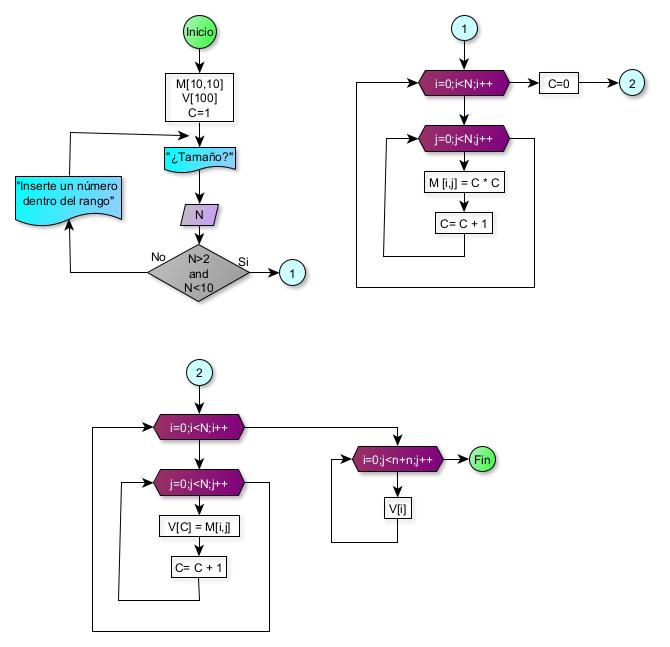 Inicio
M[10,10]
V[100]
C=1
"¿Tamaño?"
"Inserte un número
dentro del rango"
N
No
N>2
and
N<10
Si
1
1
i=0;i<N;i++
C=0
2
j=0;j<N;j++
M [i,j] = C * C
C= C + 1
2
i=0;i<N;i++
j=0;j<N;j++
V[C] = M[i,j]
C= C + 1
i=0;j<n+n;j++
Fin
V[i]